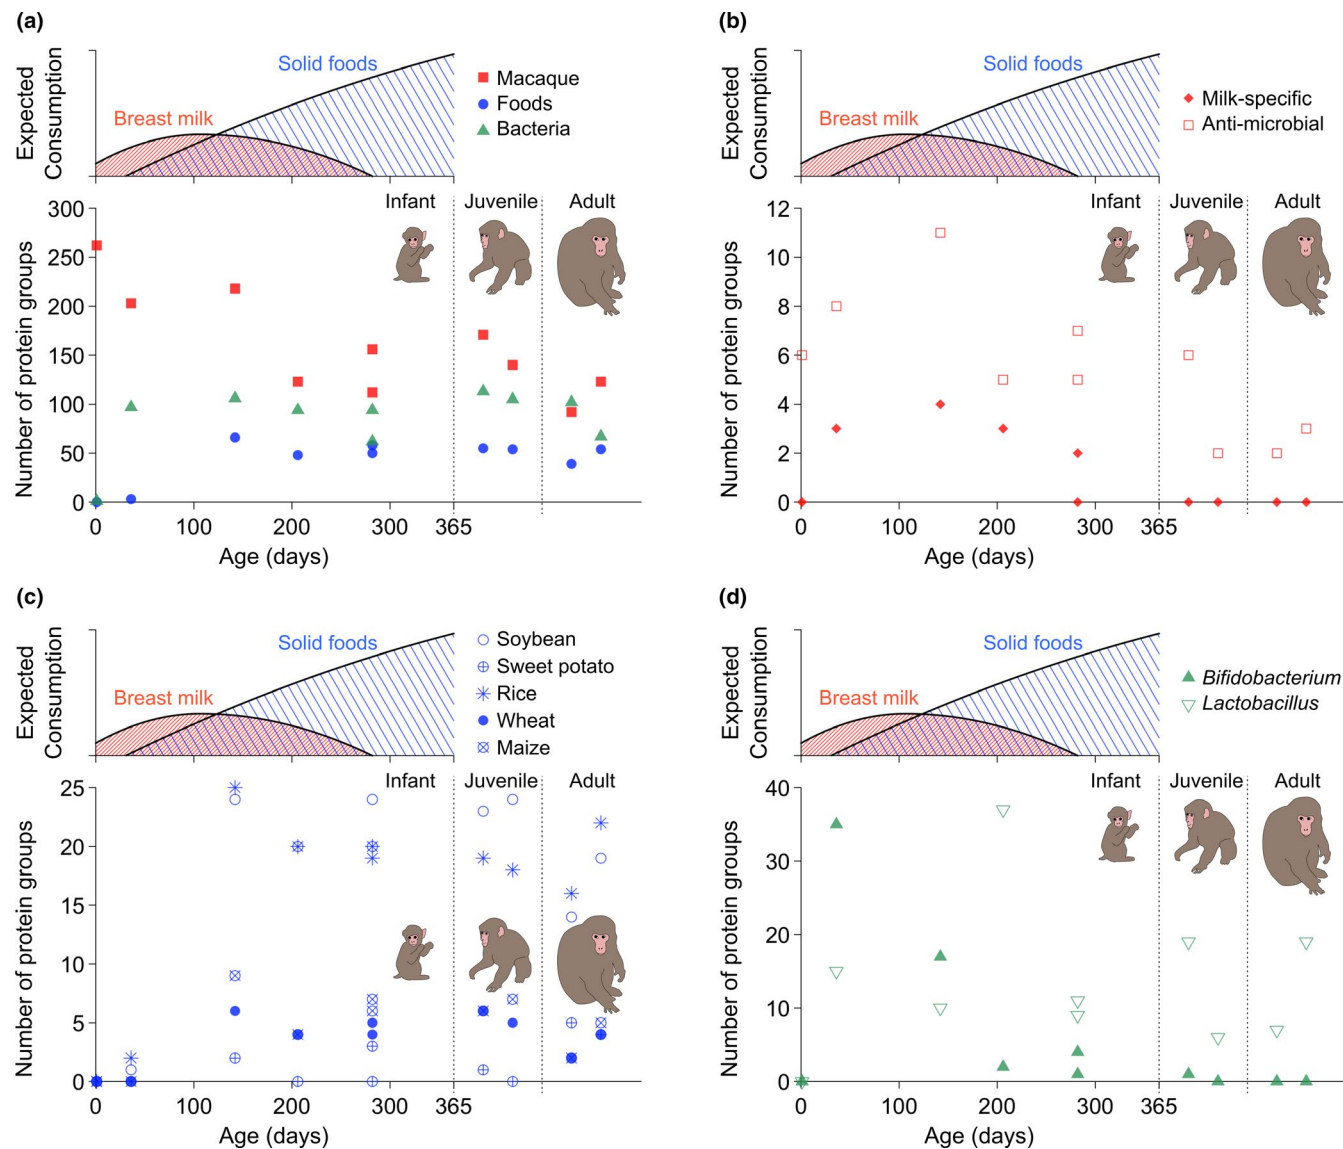 (a)
Expected
Consumption
Solid foods
Breast milk
Macaque
Foods
Bacteria
Infant
Juvenile
Adult
Number of protein groups
300
250
200
150
100
50
0
0 100 200 300 365
Age (days)
(b)
Expected
Consumption
Solid foods
Breast milk
Milk-specific
Anti-microbial
Infant
Juvenile
Adult
Number of protein groups
12
10
8
6
4
2
0
0 100 200 300 365
Age (days)
(c)
Expected
Consumption
Solid foods
Breast milk
Soybean
Sweet potato
Rice
Wheat
Maize
Infant
Juvenile
Adult
Number of protein groups
25
20
15
10
5
0
0 100 200 300 365
Age (days)
(d)
Expected
Consumption
Solid foods
Breast milk
Bifidobacterium
Lactobacillus
Infant
Juvenile
Adult
Number of protein groups
40
30
20
10
0
0 100 200 300 365
Age (days)